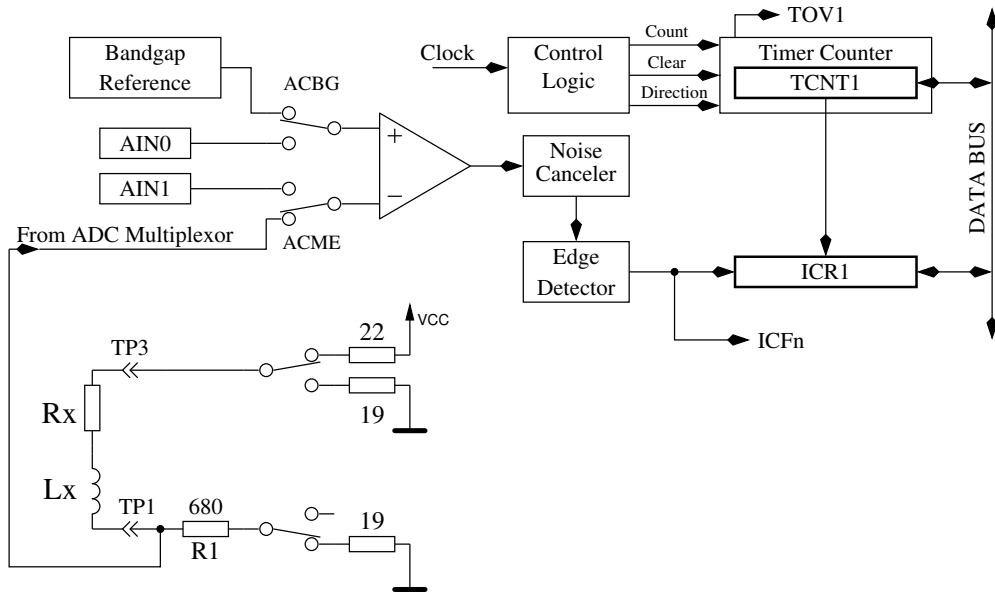 TOV1
Bandgap
Reference
ACBG
Clock
Control
Logic
Count
Clear
Direction
Timer Counter
TCNT1
AIN0
AIN1
+
−
Noise
Canceler
DATA BUS
From ADC Multiplexor
ACME
Edge
Detector
ICR1
ICFn
VCC
22
TP3
19
Rx
Lx
TP1
680
R1
19